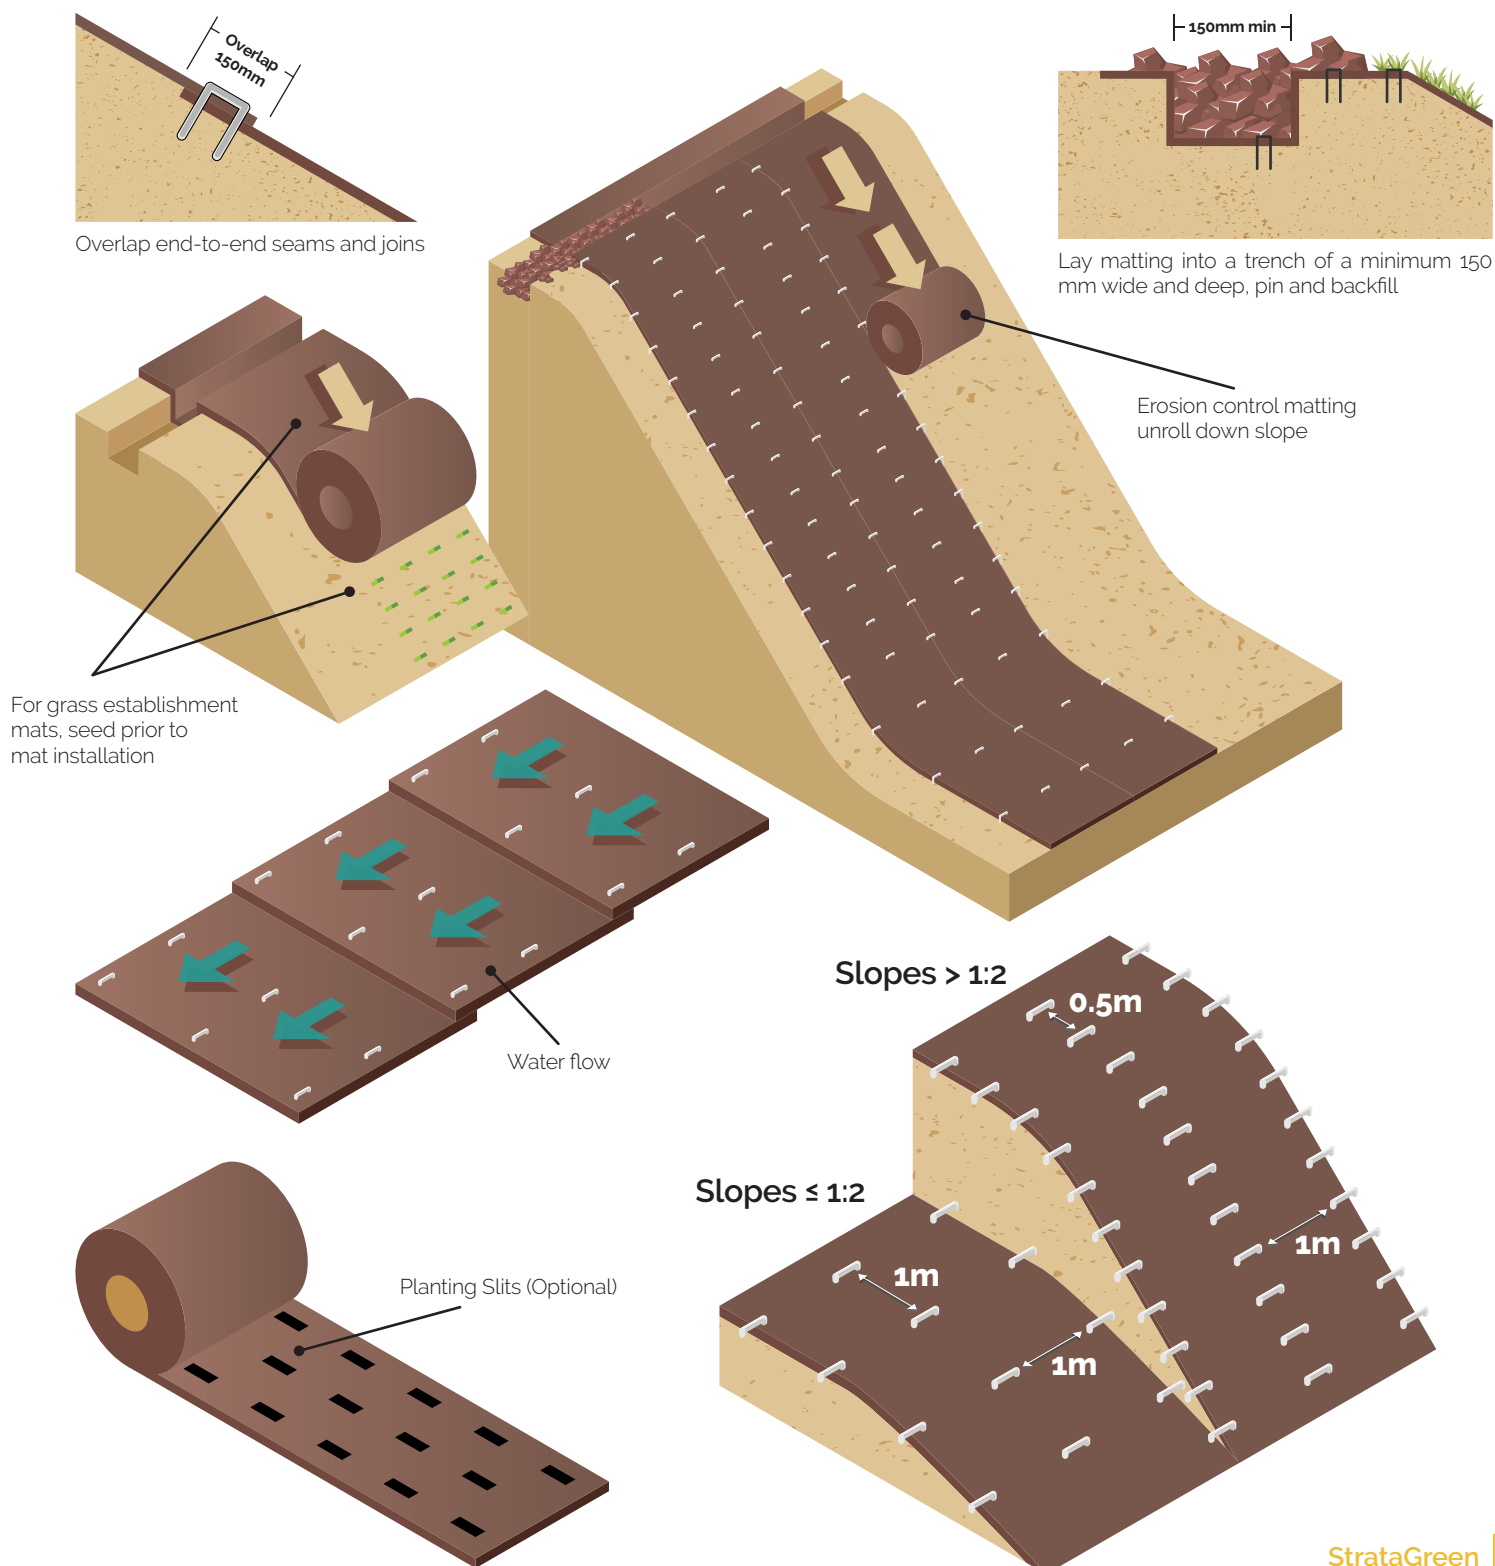 Overlap
150mm
Overlap end-to-end seams and joins
150mm min
Lay matting into a trench of a minimum 150
mm wide and deep, pin and backfill
Erosion control matting
unroll down slope
For grass establishment
mats, seed prior to
mat installation
Water flow
Slopes > 1:2
0.5m
1m
Slopes ≤ 1:2
1m
1m
Planting Slits (Optional)
StrataGreen